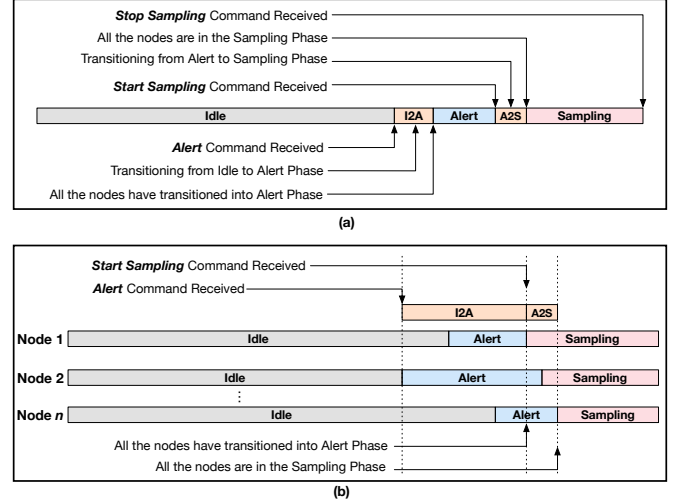 Stop Sampling Command Received
All the nodes are in the Sampling Phase
Transitioning from Alert to Sampling Phase
Start Sampling Command Received
Idle I2A Alert A2S Sampling
Alert Command Received
Transitioning from Idle to Alert Phase
All the nodes have transitioned into Alert Phase
(a)
Start Sampling Command Received
Alert Command Received
I2A A2S
Node 1 Idle Alert Sampling
Node 2 Idle Alert Sampling
⋮
Node n Idle Alert Sampling
All the nodes have transitioned into Alert Phase
All the nodes are in the Sampling Phase
(b)